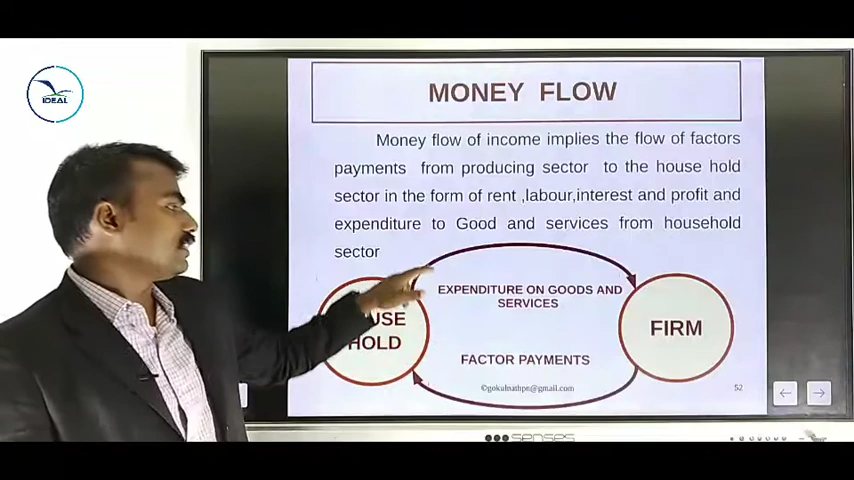 IDEAL
MONEY FLOW
Money flow of income implies the flow of factors
payments from producing sector to the house hold
sector in the form of rent ,labour,interest and profit and
expenditure to Good and services from household
sector
EXPENDITURE ON GOODS AND
SERVICES
USE
HOLD
FIRM
FACTOR PAYMENTS
©gokulnathpe@gmail.com
52
senses